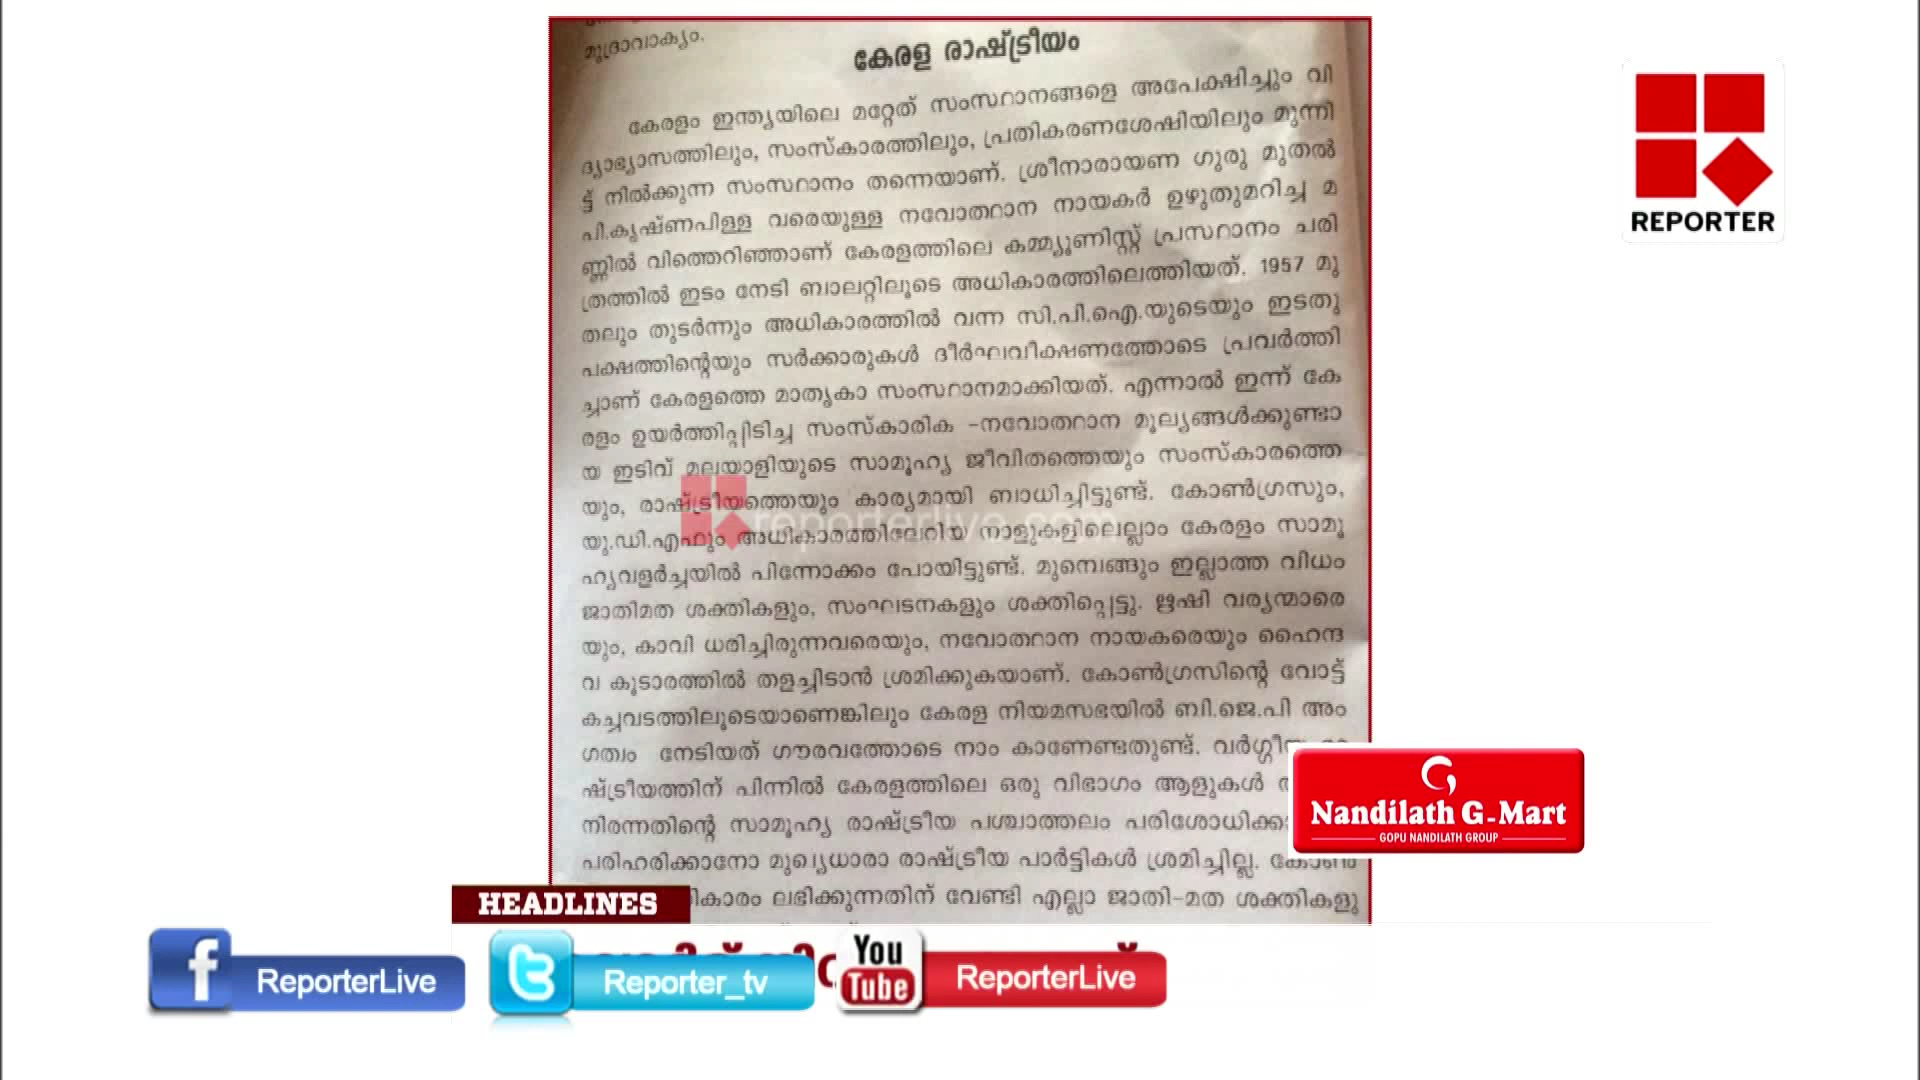 മുദ്രാവാക്യം.
കേരള രാഷ്ട്രീയം
കേരളം ഇന്ത്യയിലെ മറ്റേത് സംസ്ഥാനങ്ങളെ അപേക്ഷിച്ചും വി
ദ്യാഭ്യാസത്തിലും, സംസ്കാരത്തിലും, പ്രതികരണശേഷിയിലും മുന്നി
ട്ട് നിൽക്കുന്ന സംസ്ഥാനം തന്നെയാണ്. ശ്രീനാരായണ ഗുരു മുതൽ
പി.കൃഷ്ണപിള്ള വരെയുള്ള നവോത്ഥാന നായകർ ഉഴുതുമറിച്ച മ
ണ്ണിൽ വിത്തെറിഞ്ഞാണ് കേരളത്തിലെ കമ്മ്യൂണിസ്റ്റ് പ്രസ്ഥാനം ചരി
ത്രത്തിൽ ഇടം നേടി ബാലറ്റിലൂടെ അധികാരത്തിലെത്തിയത്. 1957 മു
തലും തുടർന്നും അധികാരത്തിൽ വന്ന സി.പി.ഐ.യുടെയും ഇടതു
പക്ഷത്തിന്റെയും സർക്കാരുകൾ ദീർഘവീക്ഷണത്തോടെ പ്രവർത്തി
ച്ചാണ് കേരളത്തെ മാതൃകാ സംസ്ഥാനമാക്കിയത്. എന്നാൽ ഇന്ന് കേ
രളം ഉയർത്തിപ്പിടിച്ച സംസ്കാരിക -നവോത്ഥാന മൂല്യങ്ങൾക്കുണ്ടാ
യ ഇടിവ് മലയാളിയുടെ സാമൂഹ്യ ജീവിതത്തെയും സംസ്കാരത്തെ
യും, രാഷ്ട്രീയത്തെയും കാര്യമായി ബാധിച്ചിട്ടുണ്ട്. കോൺഗ്രസും,
യു.ഡി.എഫും അധികാരത്തിലേറിയ നാളുകളിലെല്ലാം കേരളം സാമൂ
ഹ്യവളർച്ചയിൽ പിന്നോക്കം പോയിട്ടുണ്ട്. മുമ്പെങ്ങും ഇല്ലാത്ത വിധം
ജാതിമത ശക്തികളും, സംഘടനകളും ശക്തിപ്പെട്ടു. ഋഷി വര്യന്മാരെ
യും, കാവി ധരിച്ചിരുന്നവരെയും, നവോത്ഥാന നായകരെയും ഹൈന്ദ
വ കൂടാരത്തിൽ തളച്ചിടാൻ ശ്രമിക്കുകയാണ്. കോൺഗ്രസിന്റെ വോട്ട്
കച്ചവടത്തിലൂടെയാണെങ്കിലും കേരള നിയമസഭയിൽ ബി.ജെ.പി അം
ഗത്വം നേടിയത് ഗൗരവത്തോടെ നാം കാണേണ്ടതുണ്ട്.
ഷ്ട്രീയത്തിന് പിന്നിൽ കേരളത്തിലെ ഒരു വിഭാഗം ആളുകൾ
നിരന്നതിന്റെ സാമൂഹ്യ രാഷ്ട്രീയ പശ്ചാത്തലം
പരിഹരിക്കാനോ മുഖ്യധാരാ രാഷ്ട്രീയ പാർട്ടികൾ ശ്രമിച്ചില്ല. കോൺ
ലഭിക്കുന്നതിന് വേണ്ടി എല്ലാ ജാതി-മത ശക്തികളു
reporterlive.com
REPORTER
Nandilath G-Mart
GOPU NANDILATH GROUP
HEADLINES
f ReporterLive
t Reporter_tv
You Tube ReporterLive